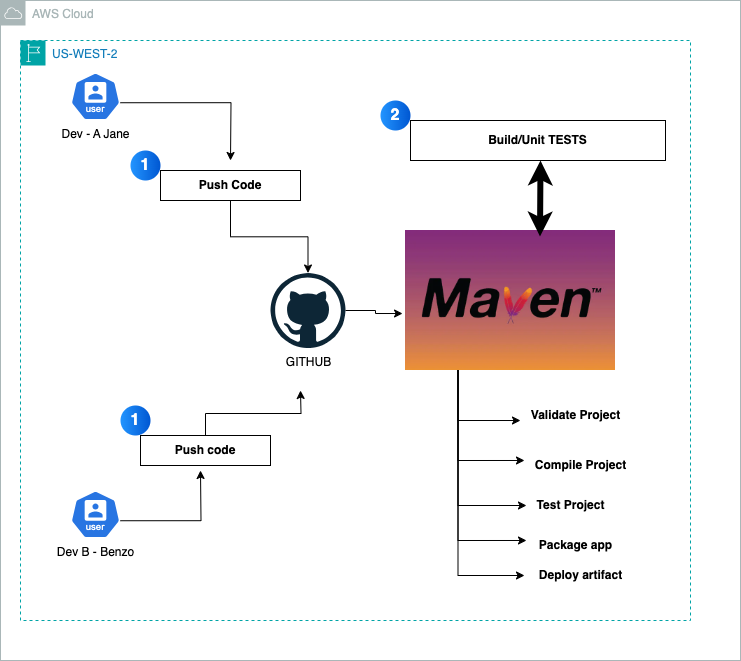 AWS Cloud
US-WEST-2
user
Dev - A Jane
1
Push Code
2
Build/Unit TESTS
Maven™
GITHUB
1
Push code
user
Dev B - Benzo
Validate Project
Compile Project
Test Project
Package app
Deploy artifact